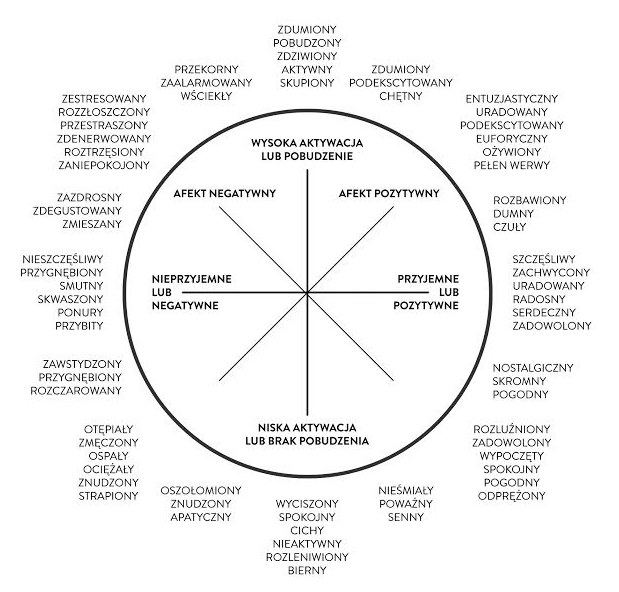 ZDUMIONY
POBUDZONY
ZDZIWIONY
AKTYWNY
SKUPIONY
PRZEKORNY
ZAALARMOWANY
WŚCIEKŁY
ZDUMIONY
PODEKSCYTOWANY
CHĘTNY
ZESTRESOWANY
ROZZŁOSZCZONY
PRZESTRASZONY
ZDENERWOWANY
ROZTRZĘSIONY
ZANIEPOKOJONY
ENTUZJASTYCZNY
URADOWANY
PODEKSCYTOWANY
EUFORYCZNY
OŻYWIONY
PEŁEN WERWY
WYSOKA AKTYWACJA
LUB POBUDZENIE
AFEKT NEGATYWNY
AFEKT POZYTYWNY
ZAZDROSNY
ZDEGUSTOWANY
ZMIESZANY
ROZBAWIONY
DUMNY
CZUŁY
NIESZCZĘŚLIWY
PRZYGNĘBIONY
SMUTNY
SKWASZONY
PONURY
PRZYBITY
NIEPRZYJEMNE
LUB
NEGATYWNE
PRZYJEMNE
LUB
POZYTYWNE
SZCZĘŚLIWY
ZACHWYCONY
URADOWANY
RADOSNY
SERDECZNY
ZADOWOLONY
ZAWSTYDZONY
PRZYGNĘBIONY
ROZCZAROWANY
NOSTALGICZNY
SKROMNY
POGODNY
NISKA AKTYWACJA
LUB BRAK POBUDZENIA
OTĘPIAŁY
ZMĘCZONY
OSPAŁY
OCIĘŻAŁY
ZNUDZONY
STRAPIONY
ROZLUŹNIONY
ZADOWOLONY
WYPOCZĘTY
SPOKOJNY
POGODNY
ODPRĘŻONY
OSZOŁOMIONY
ZNUDZONY
APATYCZNY
WYCISZONY
SPOKOJNY
CICHY
NIEAKTYWNY
ROZLENIWIONY
BIERNY
NIEŚMIAŁY
POWAŻNY
SENNY